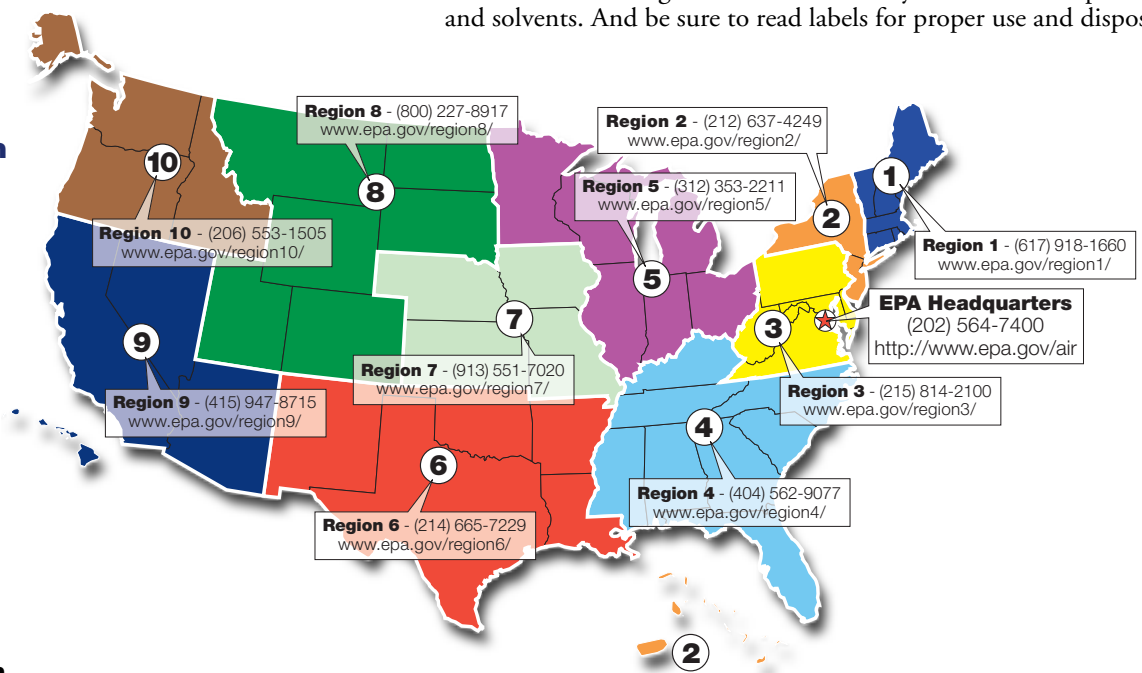 and solvents. And be sure to read labels for proper use and
Region 8 - (800) 227-8917
www.epa.gov/region8/
Region 2 - (212) 637-4249
www.epa.gov/region2/
10
8
1
Region 5 - (312) 353-2211
www.epa.gov/region5/
2
Region 10 - (206) 553-1505
www.epa.gov/region10/
Region 1 - (617) 918-1660
www.epa.gov/region1/
5
EPA Headquarters
(202) 564-7400
http://www.epa.gov/air
7
3
9
Region 7 - (913) 551-7020
www.epa.gov/region7/
Region 3 - (215) 814-2100
www.epa.gov/region3/
Region 9 - (415) 947-8715
www.epa.gov/region9/
4
6
Region 4 - (404) 562-9077
www.epa.gov/region4/
Region 6 - (214) 665-7229
www.epa.gov/region6/
2